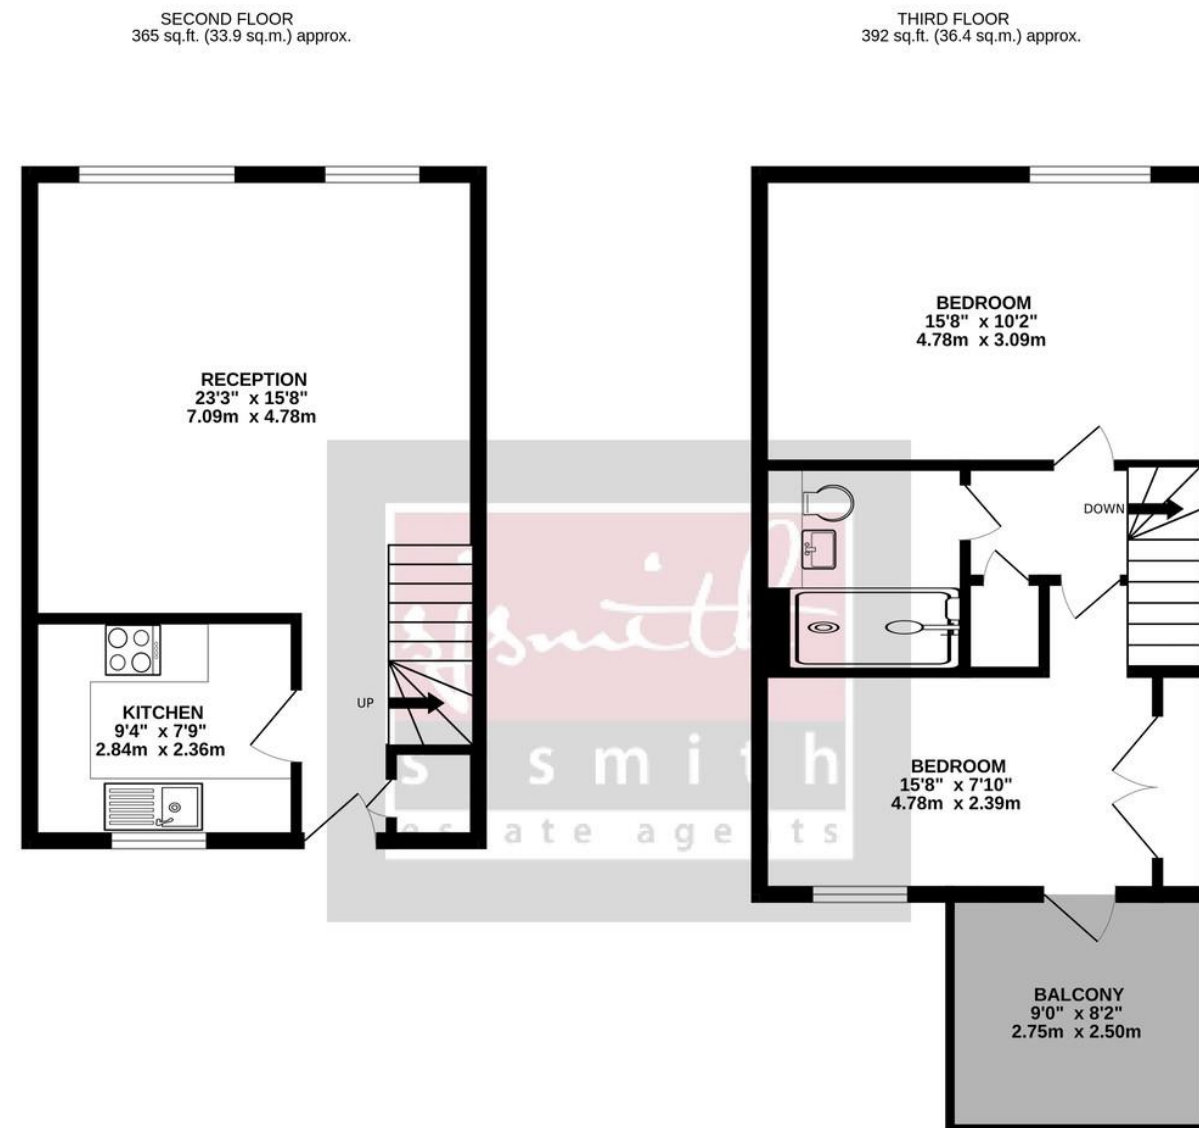 SECOND FLOOR
365 sq.ft. (33.9 sq.m.) approx.
THIRD FLOOR
392 sq.ft. (36.4 sq.m.) approx.
RECEPTION
23'3" x 15'8"
7.09m x 4.78m
UP
KITCHEN
9'4" x 7'9"
2.84m x 2.36m
BEDROOM
15'8" x 10'2"
4.78m x 3.09m
DOWN
BEDROOM
15'8" x 7'10"
4.78m x 2.39m
BALCONY
9'0" x 8'2"
2.75m x 2.50m
smith
s smith
estate agents